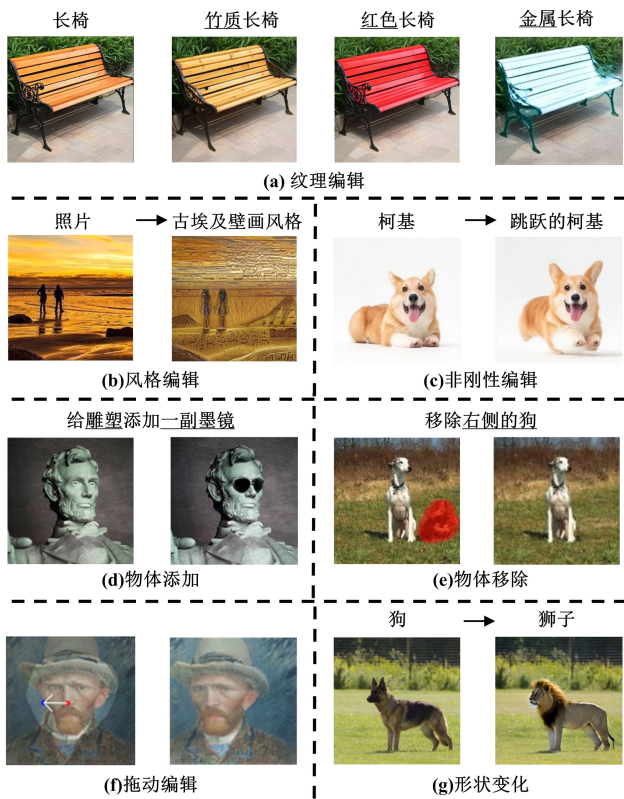 长椅 竹质长椅 红色长椅 金属长椅
(a) 纹理编辑
照片 古埃及壁画风格
柯基 跳跃的柯基
(b)风格编辑
(c)非刚性编辑
给雕塑添加一副墨镜
移除右侧的狗
(d)物体添加
(e)物体移除
狗 狮子
(f)拖动编辑
(g)形状变化